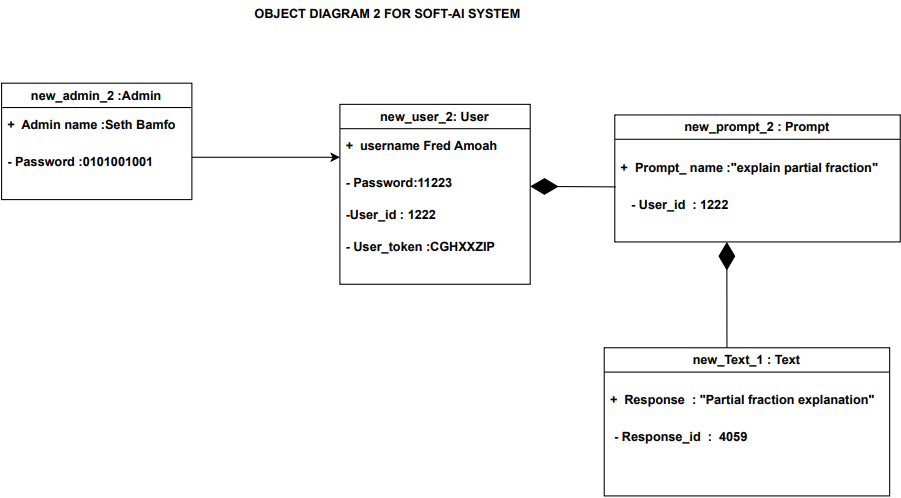 OBJECT DIAGRAM 2 FOR SOFT-AI SYSTEM
new_admin_2 :Admin
+ Admin name :Seth Bamfo
- Password :0101001001
new_user_2: User
+ username Fred Amoah
- Password:11223
-User_id : 1222
- User_token :CGHXXZIP
new_prompt_2 : Prompt
+ Prompt_ name :"explain partial fraction"
- User_id : 1222
new_Text_1 : Text
+ Response : "Partial fraction explanation"
- Response_id : 4059